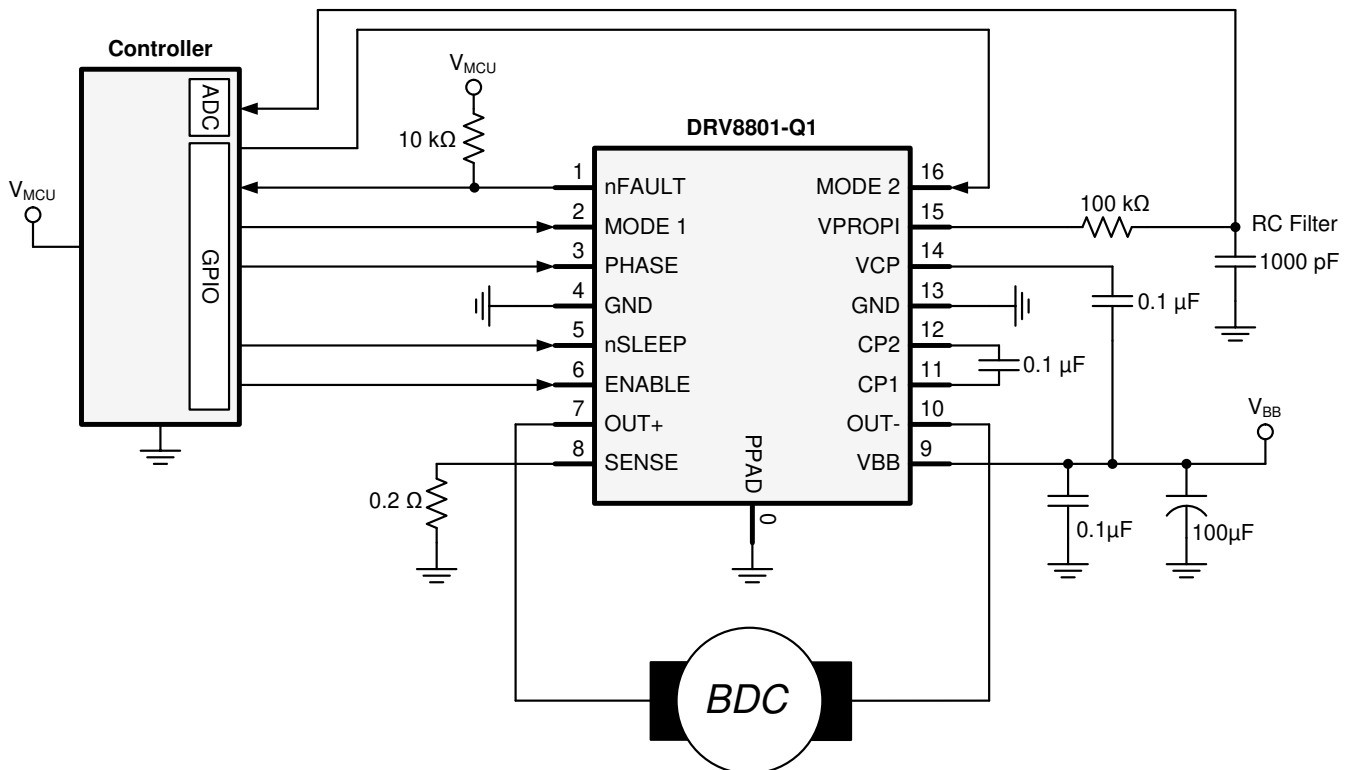 Controller
V_MCU
ADC
GPIO
V_MCU
10 kΩ
DRV8801-Q1
1
nFAULT
2
MODE 1
3
PHASE
4
GND
5
nSLEEP
6
ENABLE
7
OUT+
8
SENSE
PPAD
0
16
MODE 2
15
VPROPI
14
VCP
13
GND
12
CP2
11
CP1
10
OUT-
9
VBB
100 kΩ
RC Filter
1000 pF
0.1 µF
0.1 µF
V_BB
0.2 Ω
0.1µF
100µF
BDC